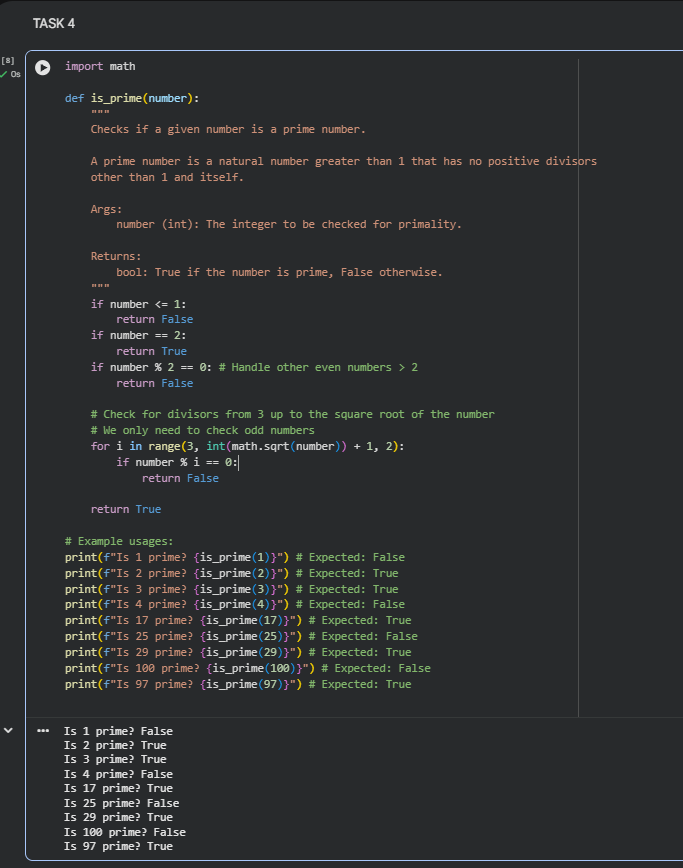 TASK 4
[8]
0s
import math
def is_prime(number):
"""
Checks if a given number is a prime number.
A prime number is a natural number greater than 1 that has no positive divisors
other than 1 and itself.
Args:
number (int): The integer to be checked for primality.
Returns:
bool: True if the number is prime, False otherwise.
"""
if number <= 1:
return False
if number == 2:
return True
if number % 2 == 0: # Handle other even numbers > 2
return False
# Check for divisors from 3 up to the square root of the number
# We only need to check odd numbers
for i in range(3, int(math.sqrt(number)) + 1, 2):
if number % i == 0:
return False
return True
# Example usages:
print(f"Is 1 prime? {is_prime(1)}") # Expected: False
print(f"Is 2 prime? {is_prime(2)}") # Expected: True
print(f"Is 3 prime? {is_prime(3)}") # Expected: True
print(f"Is 4 prime? {is_prime(4)}") # Expected: False
print(f"Is 17 prime? {is_prime(17)}") # Expected: True
print(f"Is 25 prime? {is_prime(25)}") # Expected: False
print(f"Is 29 prime? {is_prime(29)}") # Expected: True
print(f"Is 100 prime? {is_prime(100)}") # Expected: False
print(f"Is 97 prime? {is_prime(97)}") # Expected: True
Is 1 prime? False
Is 2 prime? True
Is 3 prime? True
Is 4 prime? False
Is 17 prime? True
Is 25 prime? False
Is 29 prime? True
Is 100 prime? False
Is 97 prime? True